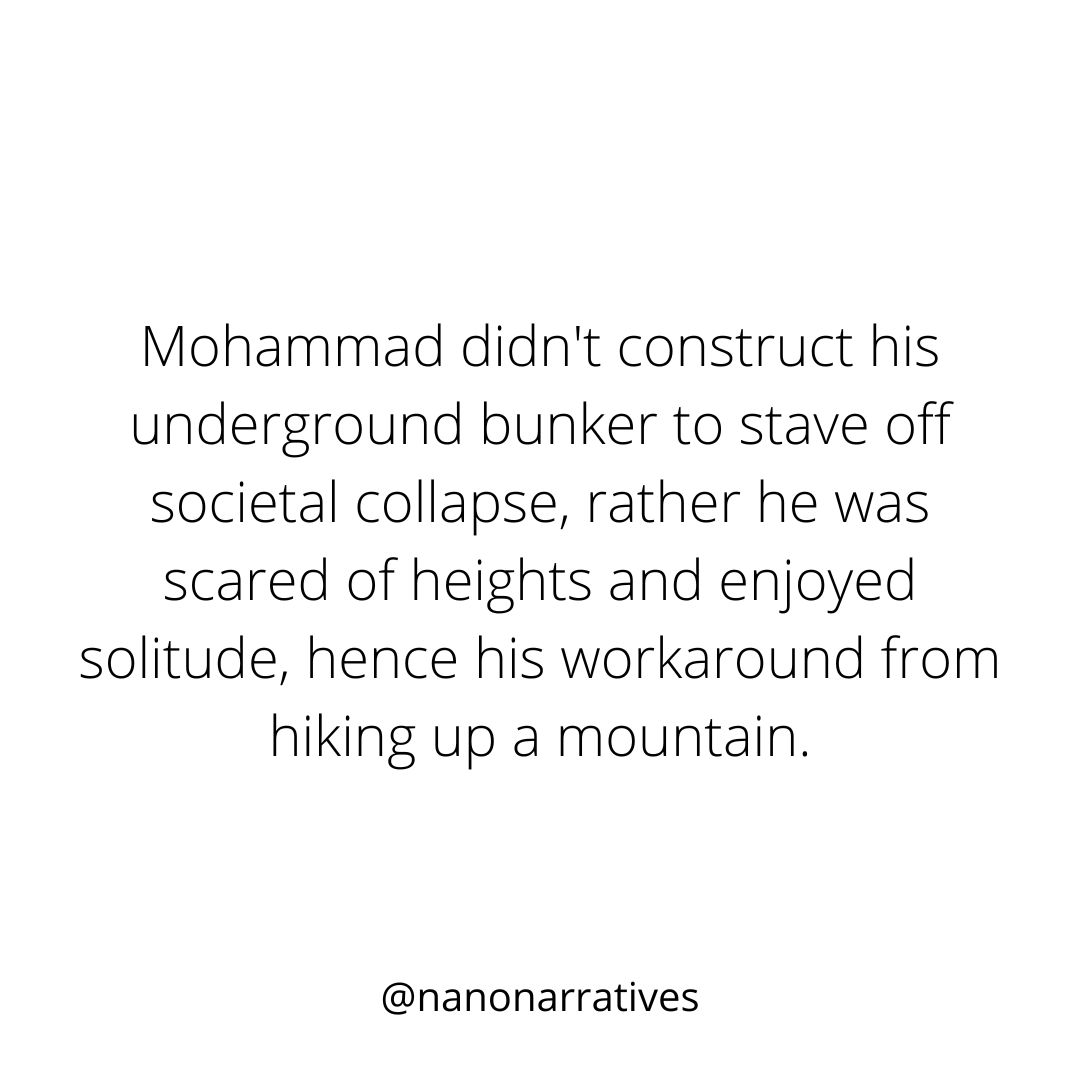 Mohammad didn't construct his
underground bunker to stave off
societal collapse, rather he was
scared of heights and enjoyed
solitude, hence his workaround from
hiking up a mountain.
@nanonarratives